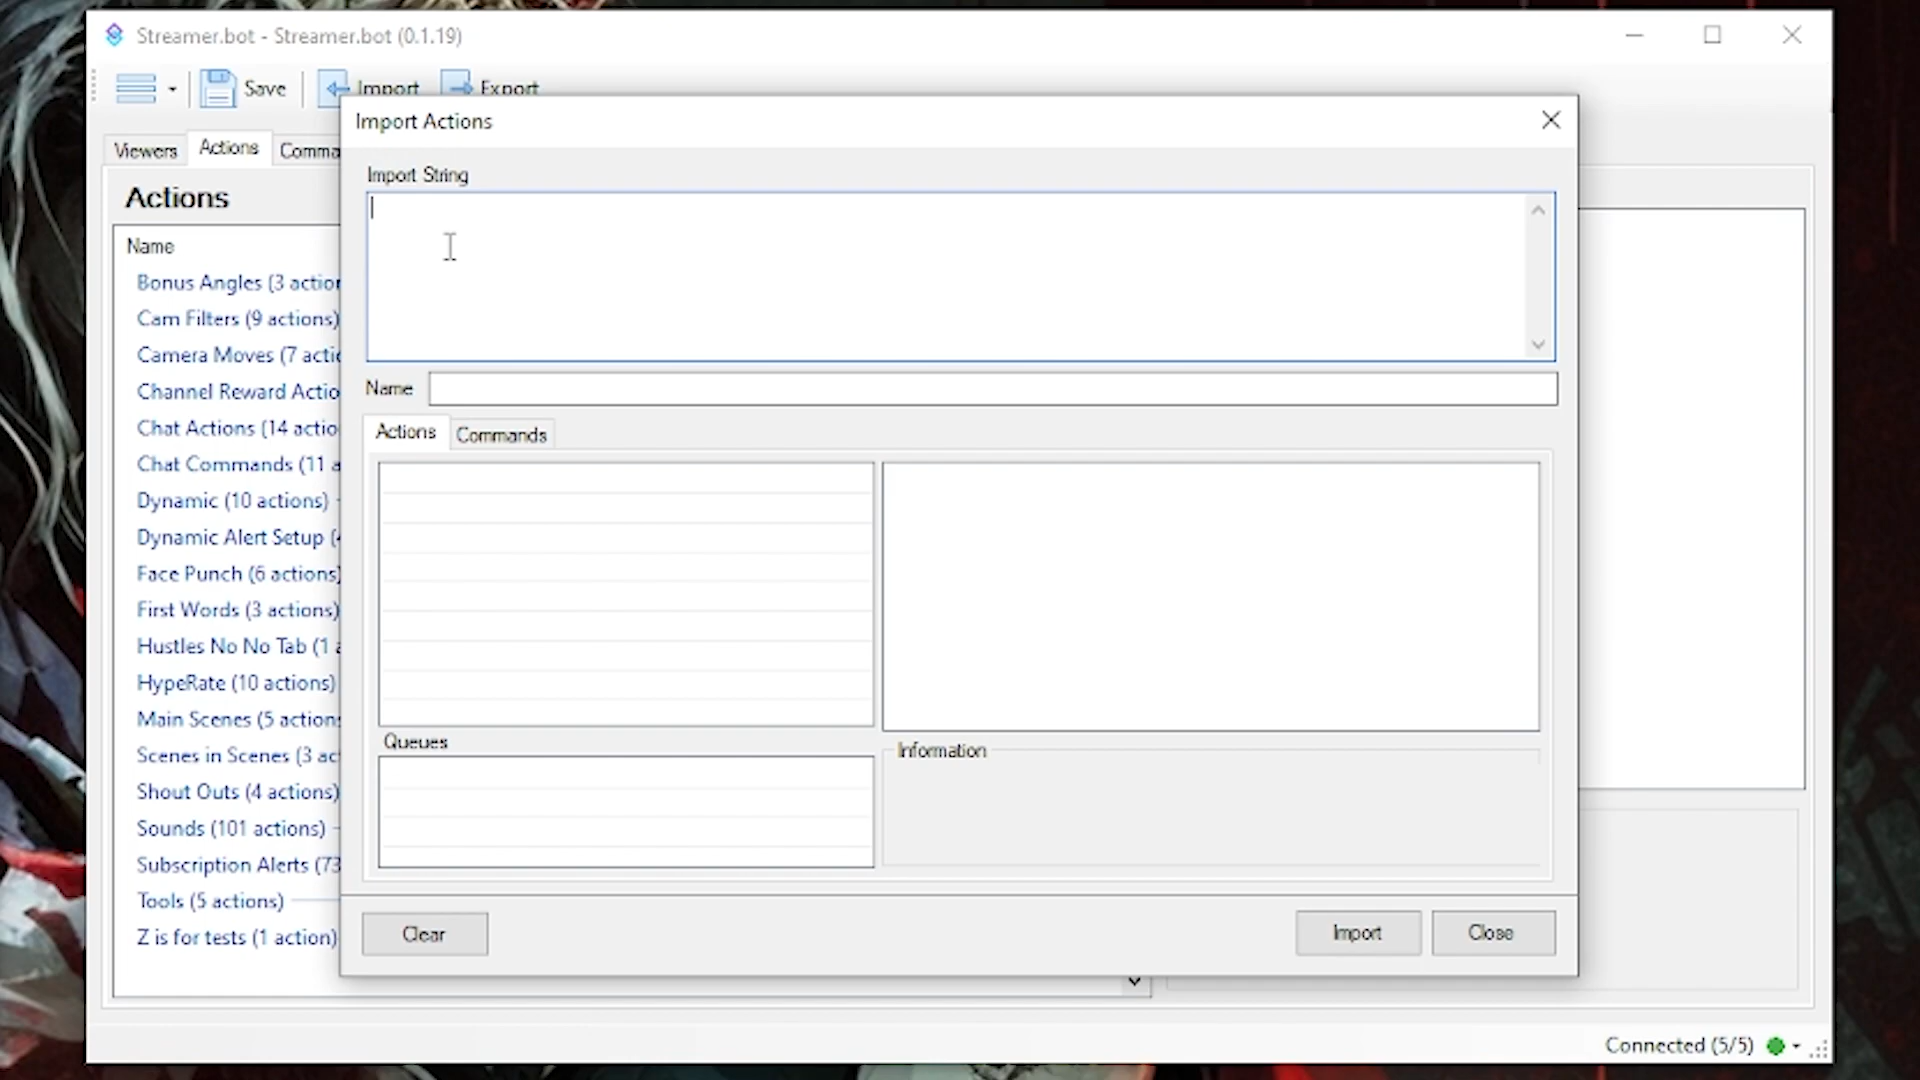 Streamer.bot - Streamer.bot (0.1.19)
Save
Import
Export
Viewers
Actions
Comma
Actions
Name
Bonus Angles (3 action
Cam Filters (9 actions)
Camera Moves (7 actio
Channel Reward Actio
Chat Actions (14 actio
Chat Commands (11 a
Dynamic (10 actions)
Dynamic Alert Setup (4
Face Punch (6 actions)
First Words (3 actions)
Hustles No No Tab (1 a
HypeRate (10 actions)
Main Scenes (5 actions
Scenes in Scenes (3 act
Shout Outs (4 actions)
Sounds (101 actions)
Subscription Alerts (73
Tools (5 actions)
Z is for tests (1 action)
Import Actions
Import String
Name
Actions
Commands
Queues
Information
Clear
Import
Close
Connected (5/5)